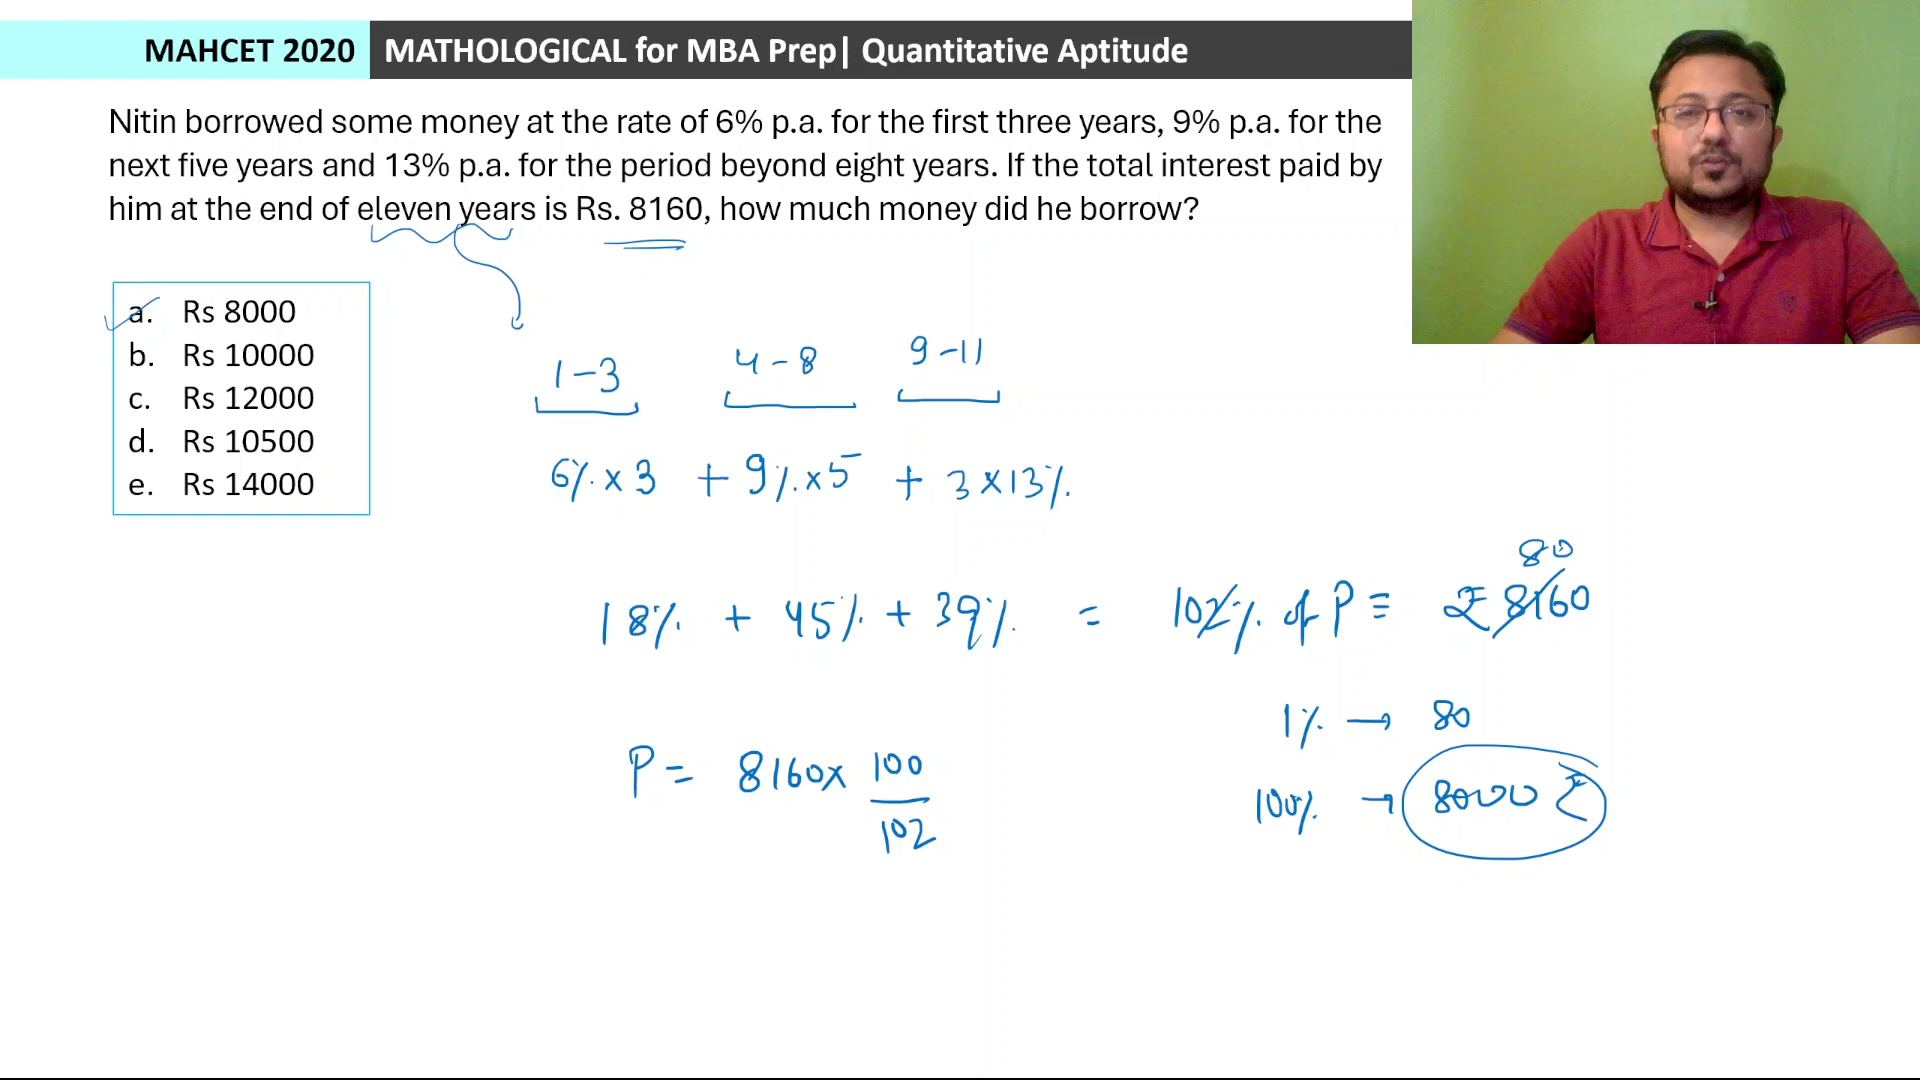 MAHCET 2020 MATHOLOGICAL for MBA Prep| Quantitative Aptitude
Nitin borrowed some money at the rate of 6% p.a. for the first three years, 9% p.a. for the
next five years and 13% p.a. for the period beyond eight years. If the total interest paid by
him at the end of eleven years is Rs. 8160, how much money did he borrow?
a. Rs 8000
b. Rs 10000
c. Rs 12000
d. Rs 10500
e. Rs 14000
1-3 4-8 9-11
6% x 3 + 9% x 5 + 3 x 13%
80
18% + 45% + 39% = 102% of P ≡ ₹ 8160
1% → 80
P = 8160 x 100/102
100% → 8000 ₹